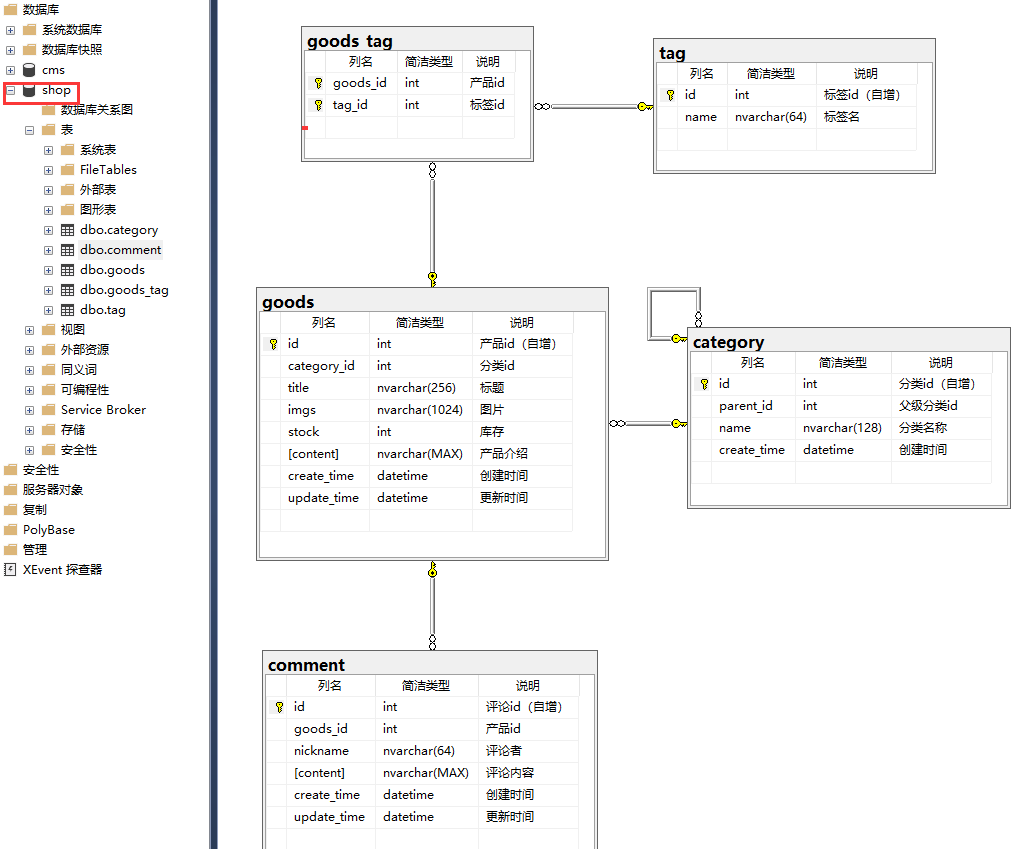 数据库
系统数据库
数据库快照
cms
shop
数据库关系图
表
系统表
FileTables
外部表
图形表
dbo.category
dbo.comment
dbo.goods
dbo.goods_tag
dbo.tag
视图
外部资源
同义词
可编程性
Service Broker
存储
安全性
安全性
服务器对象
复制
PolyBase
管理
XEvent 探查器
goods_tag
列名 简洁类型 说明
goods_id int 产品id
tag_id int 标签id
tag
列名 简洁类型 说明
id int 标签id（自增）
name nvarchar(64) 标签名
goods
列名 简洁类型 说明
id int 产品id（自增）
category_id int 分类id
title nvarchar(256) 标题
imgs nvarchar(1024) 图片
stock int 库存
[content] nvarchar(MAX) 产品介绍
create_time datetime 创建时间
update_time datetime 更新时间
category
列名 简洁类型 说明
id int 分类id（自增）
parent_id int 父级分类id
name nvarchar(128) 分类名称
create_time datetime 创建时间
comment
列名 简洁类型 说明
id int 评论id（自增）
goods_id int 产品id
nickname nvarchar(64) 评论者
[content] nvarchar(MAX) 评论内容
create_time datetime 创建时间
update_time datetime 更新时间